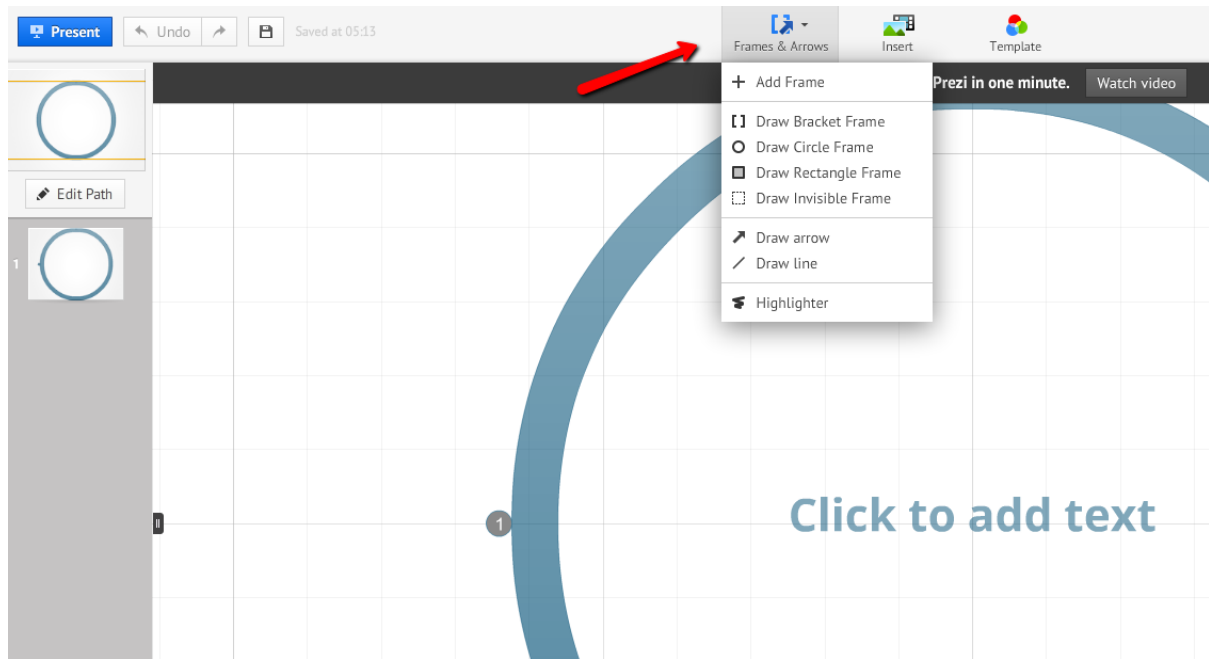 Present
Undo
Saved at 05:13
Frames & Arrows
Insert
Template
Add Frame
Prezi in one minute.
Watch video
Draw Bracket Frame
Draw Circle Frame
Draw Rectangle Frame
Draw Invisible Frame
Edit Path
Draw arrow
Draw line
1
Highlighter
1
Click to add text